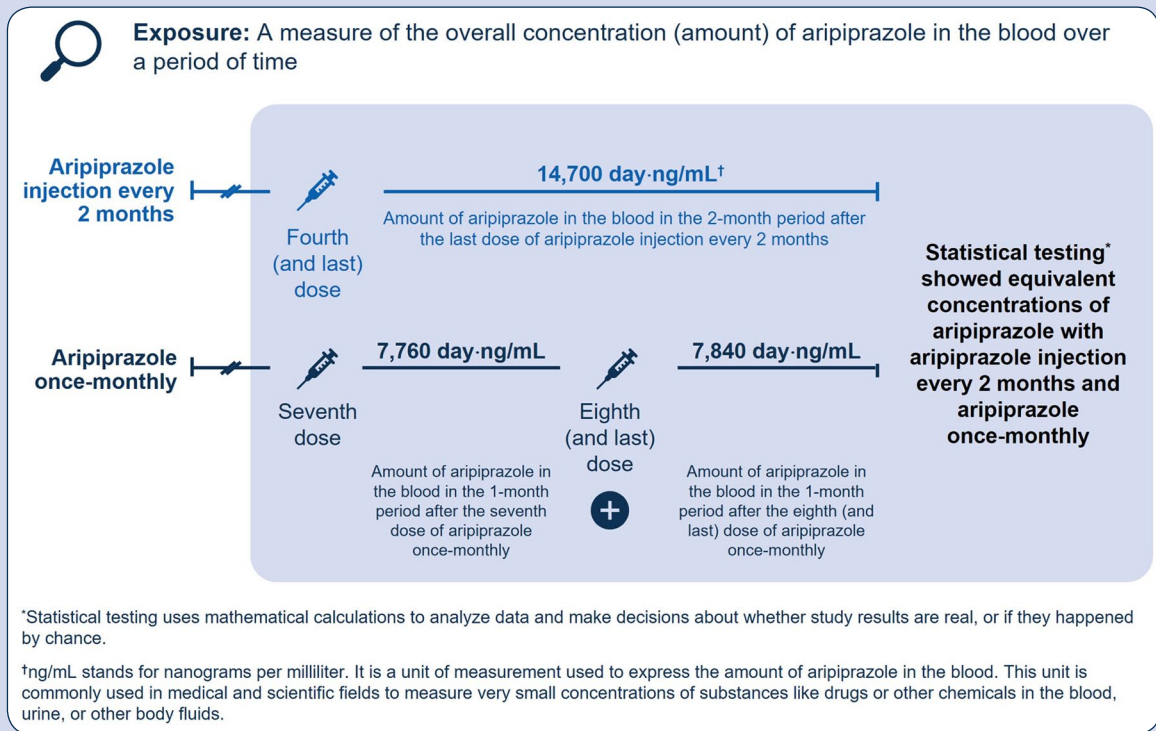 Exposure: A measure of the overall concentration (amount) of aripiprazole in the blood over
a period of time
Aripiprazole
injection every
2 months
Fourth
(and last)
dose
14,700 day·ng/mL†
Amount of aripiprazole in the blood in the 2-month period after
the last dose of aripiprazole injection every 2 months
Aripiprazole
once-monthly
Seventh
dose
7,760 day·ng/mL
Amount of aripiprazole in
the blood in the 1-month
period after the seventh
dose of aripiprazole
once-monthly
Eighth
(and last)
dose
+
7,840 day·ng/mL
Amount of aripiprazole in
the blood in the 1-month
period after the eighth (and
last) dose of aripiprazole
once-monthly
Statistical testing*
showed equivalent
concentrations of
aripiprazole with
aripiprazole injection
every 2 months and
aripiprazole
once-monthly
*Statistical testing uses mathematical calculations to analyze data and make decisions about whether study results are real, or if they happened
by chance.
†ng/mL stands for nanograms per milliliter. It is a unit of measurement used to express the amount of aripiprazole in the blood. This unit is
commonly used in medical and scientific fields to measure very small concentrations of substances like drugs or other chemicals in the blood,
urine, or other body fluids.